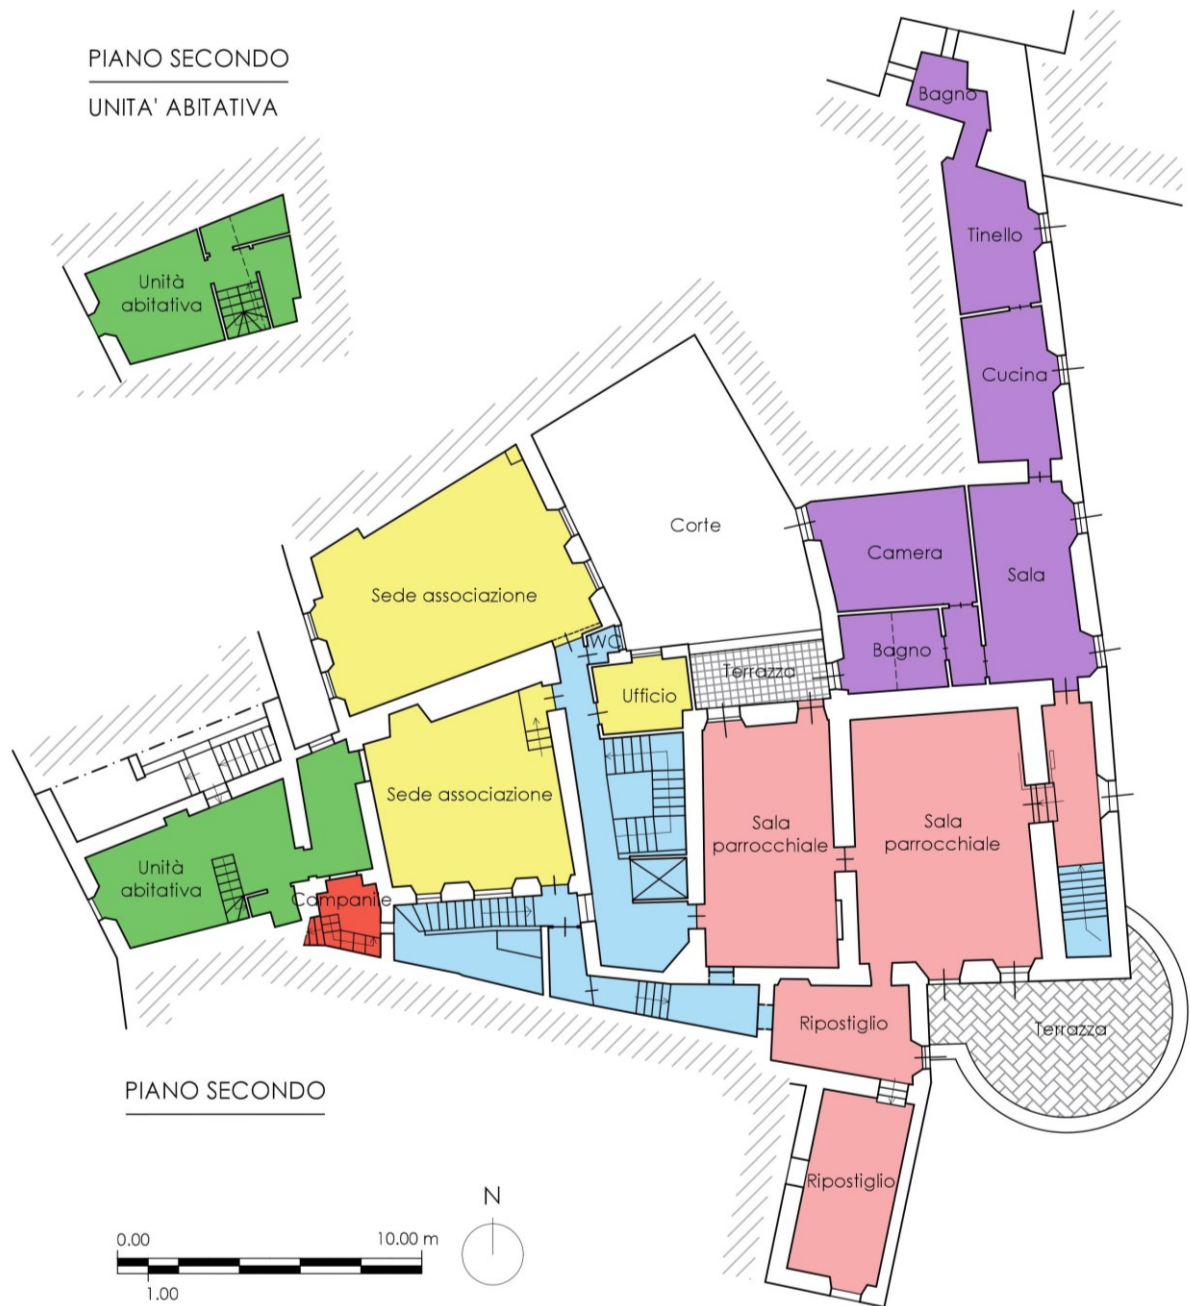 PIANO SECONDO
UNITA' ABITATIVA
Bagno
Tinello
Unità
abitativa
Cucina
Corte
Camera
Sala
Sede associazione
WC
Bagno
Terrazza
Ufficio
Sede associazione
Sala
parrocchiale
Sala
parrocchiale
Unità
abitativa
Campanile
Ripostiglio
Terrazza
PIANO SECONDO
Ripostiglio
N
0.00
10.00 m
1.00